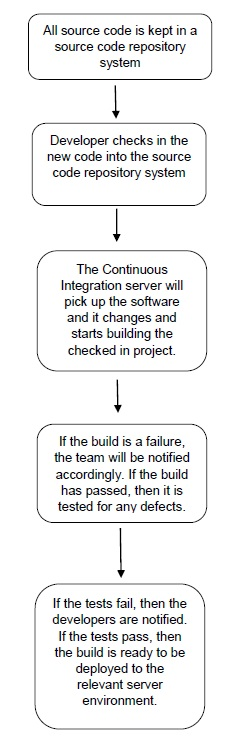 All source code is kept in a
source code repository
system
Developer checks in the
new code into the source
code repository system
The Continuous
Integration server will
pick up the software
and it changes and
starts building the
checked in project.
If the build is a failure,
the team will be notified
accordingly. If the build
has passed, then it is
tested for any defects.
If the tests fail, then the
developers are notified.
If the tests pass, then
the build is ready to be
deployed to the
relevant server
environment.